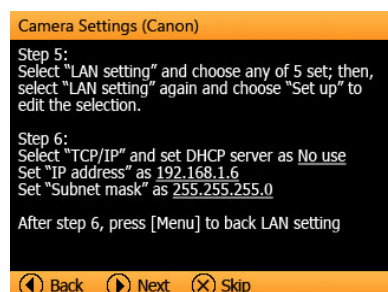 Camera Settings (Canon)
Step 5:
Select "LAN setting" and choose any of 5 set; then,
select "LAN setting" again and choose "Set up" to
edit the selection.
Step 6:
Select "TCP/IP" and set DHCP server as No use
Set "IP address" as 192.168.1.6
Set "Subnet mask" as 255.255.255.0
After step 6, press [Menu] to back LAN setting
Back Next Skip